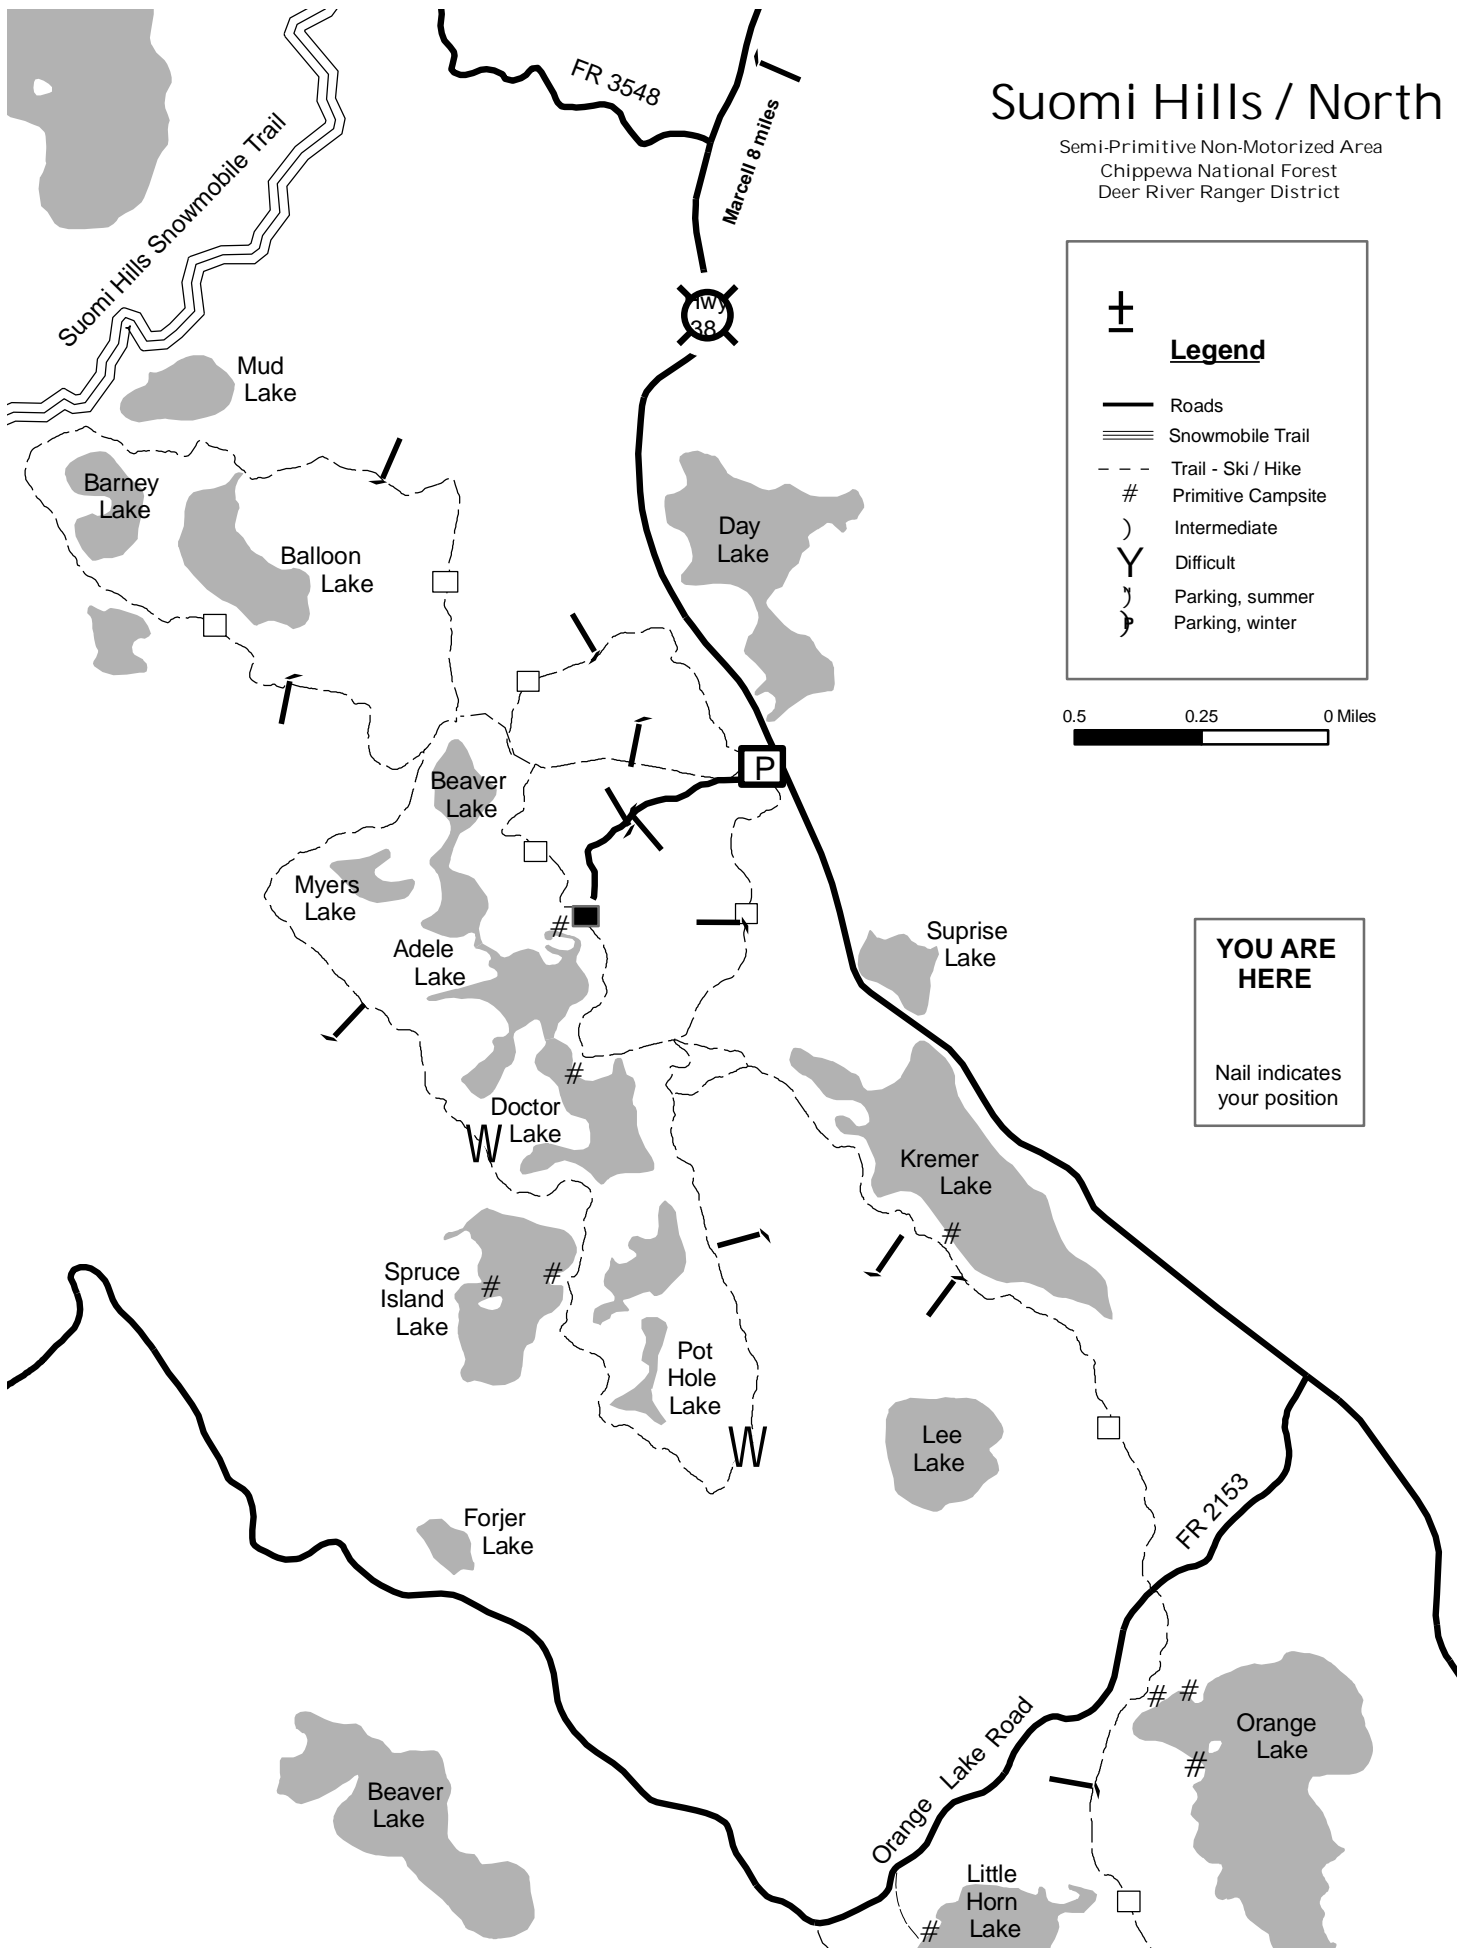 Suomi Hills / North
Semi-Primitive Non-Motorized Area
Chippewa National Forest
Deer River Ranger District
FR 3548
Marcell 8 miles
Suomi Hills Snowmobile Trail
38
Legend
Roads
Snowmobile Trail
Trail - Ski / Hike
# Primitive Campsite
Intermediate
Y Difficult
Parking, summer
P Parking, winter
0.5 0.25 0 Miles
Mud
Lake
Barney
Lake
Balloon
Lake
Day
Lake
P
Beaver
Lake
Myers
Lake
#
Adele
Lake
Suprise
Lake
YOU ARE
HERE
Nail indicates
your position
#
Doctor
Lake
W
Kremer
Lake
#
Spruce
Island
Lake
#
#
Pot
Hole
Lake
W
Lee
Lake
FR 2153
Forjer
Lake
#
#
#
Orange
Lake
Orange Lake Road
Beaver
Lake
Little
Horn
Lake
#